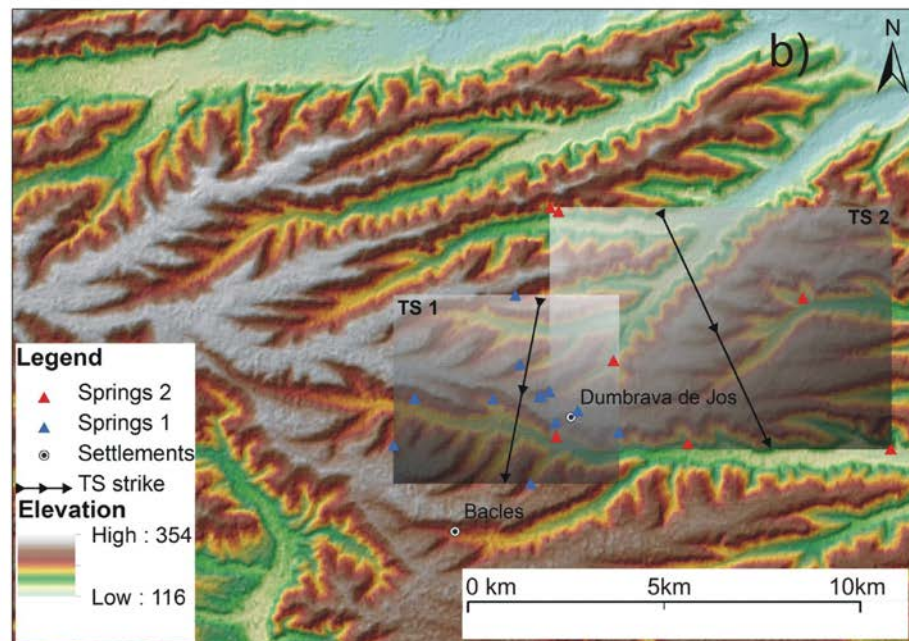 b)
N
TS 2
TS 1
Dumbrava de Jos
Bacles
Legend
Springs 2
Springs 1
Settlements
TS strike
Elevation
High : 354
Low : 116
0 km 5km 10km